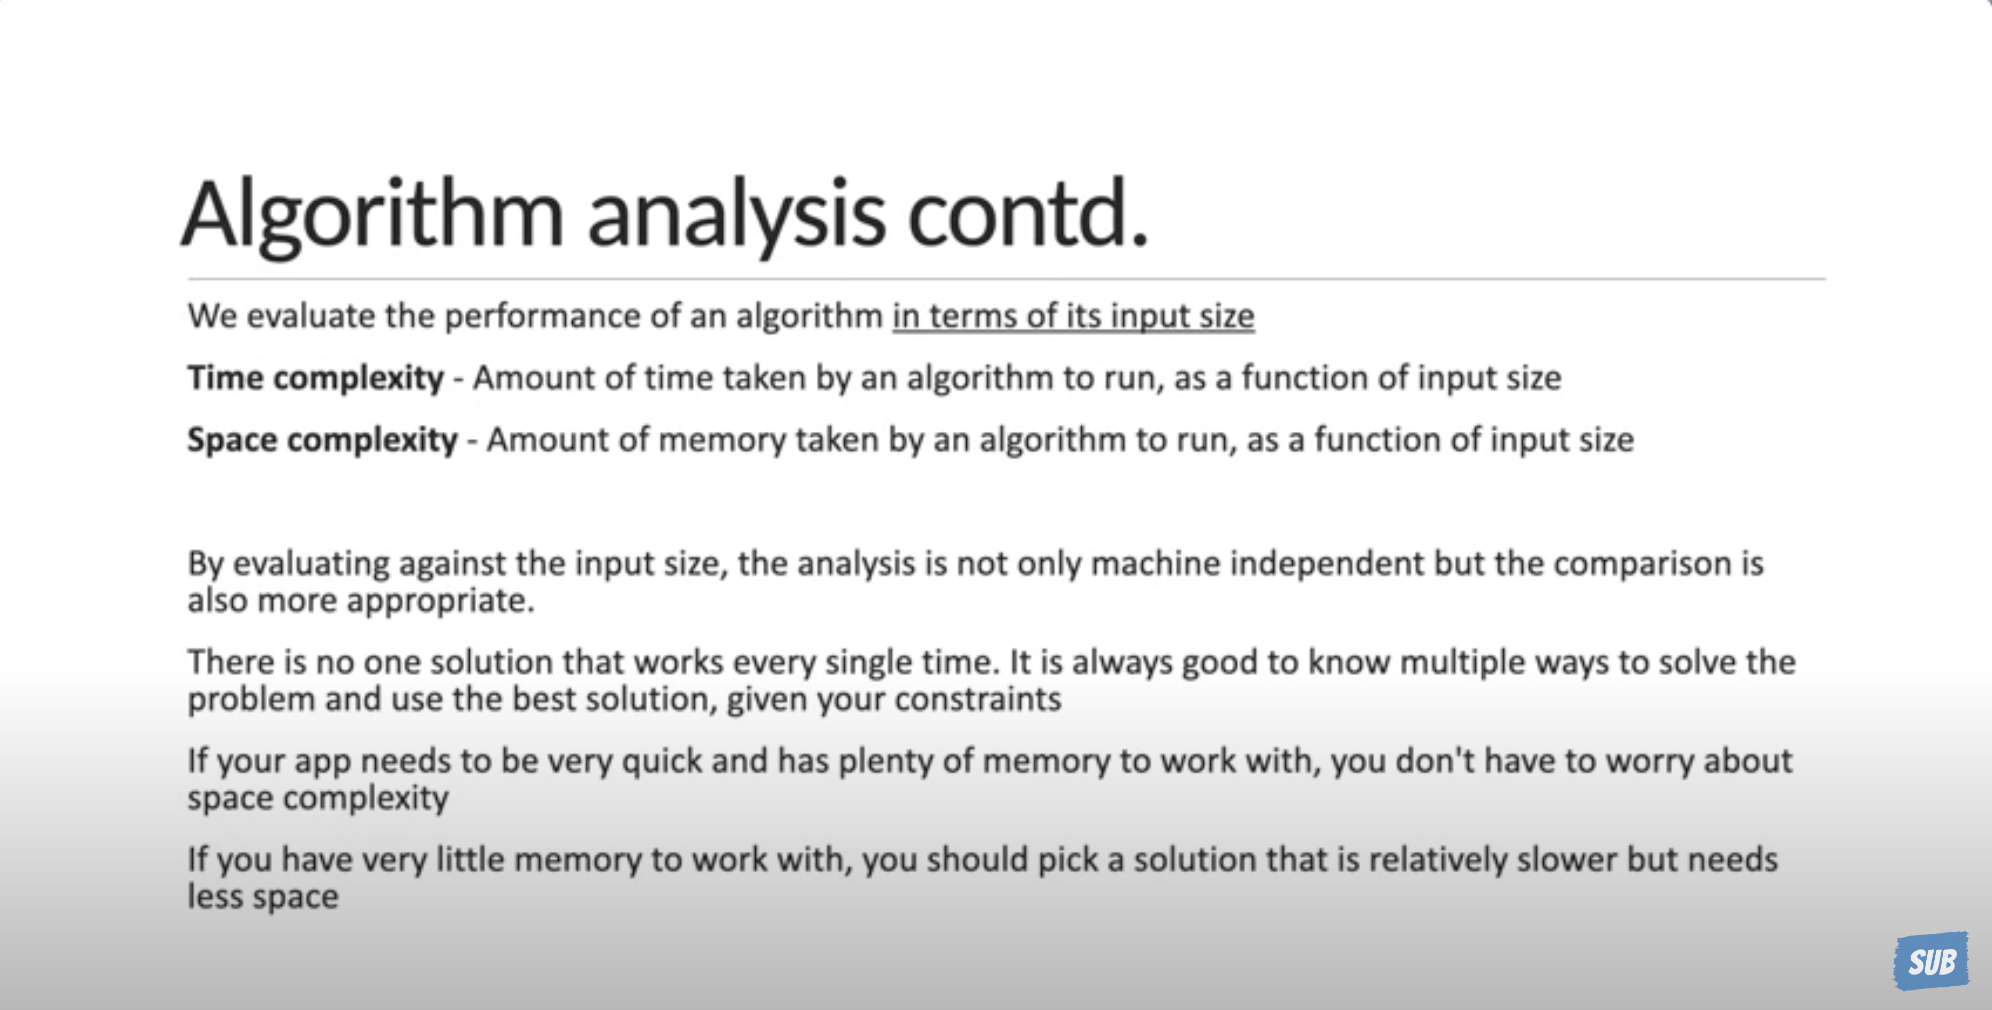 Algorithm analysis contd.
We evaluate the performance of an algorithm in terms of its input size
Time complexity - Amount of time taken by an algorithm to run, as a function of input size
Space complexity - Amount of memory taken by an algorithm to run, as a function of input size
By evaluating against the input size, the analysis is not only machine independent but the comparison is
also more appropriate.
There is no one solution that works every single time. It is always good to know multiple ways to solve the
problem and use the best solution, given your constraints
If your app needs to be very quick and has plenty of memory to work with, you don't have to worry about
space complexity
If you have very little memory to work with, you should pick a solution that is relatively slower but needs
less space
SUB